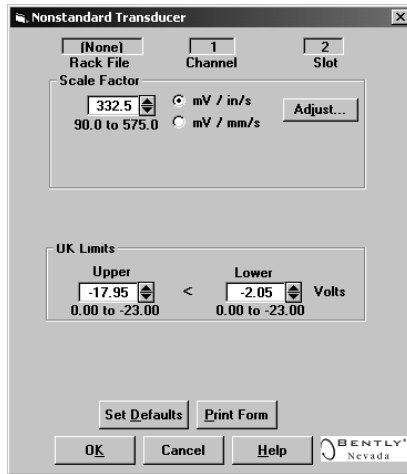 Nonstandard Transducer
(None) 1 2
Rack File Channel Slot
Scale Factor
332.5 mV / in/s Adjust...
90.0 to 575.0 mV / mm/s
UK Limits
Upper Lower
-17.95 < -2.05 Volts
0.00 to -23.00 0.00 to -23.00
Set Defaults Print Form
OK Cancel Help
BENTLY
Nevada